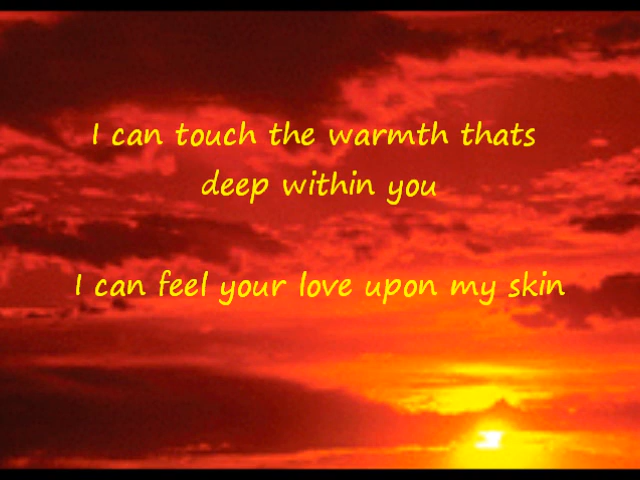 I can touch the warmth thats
deep within you
I can feel your love upon my skin